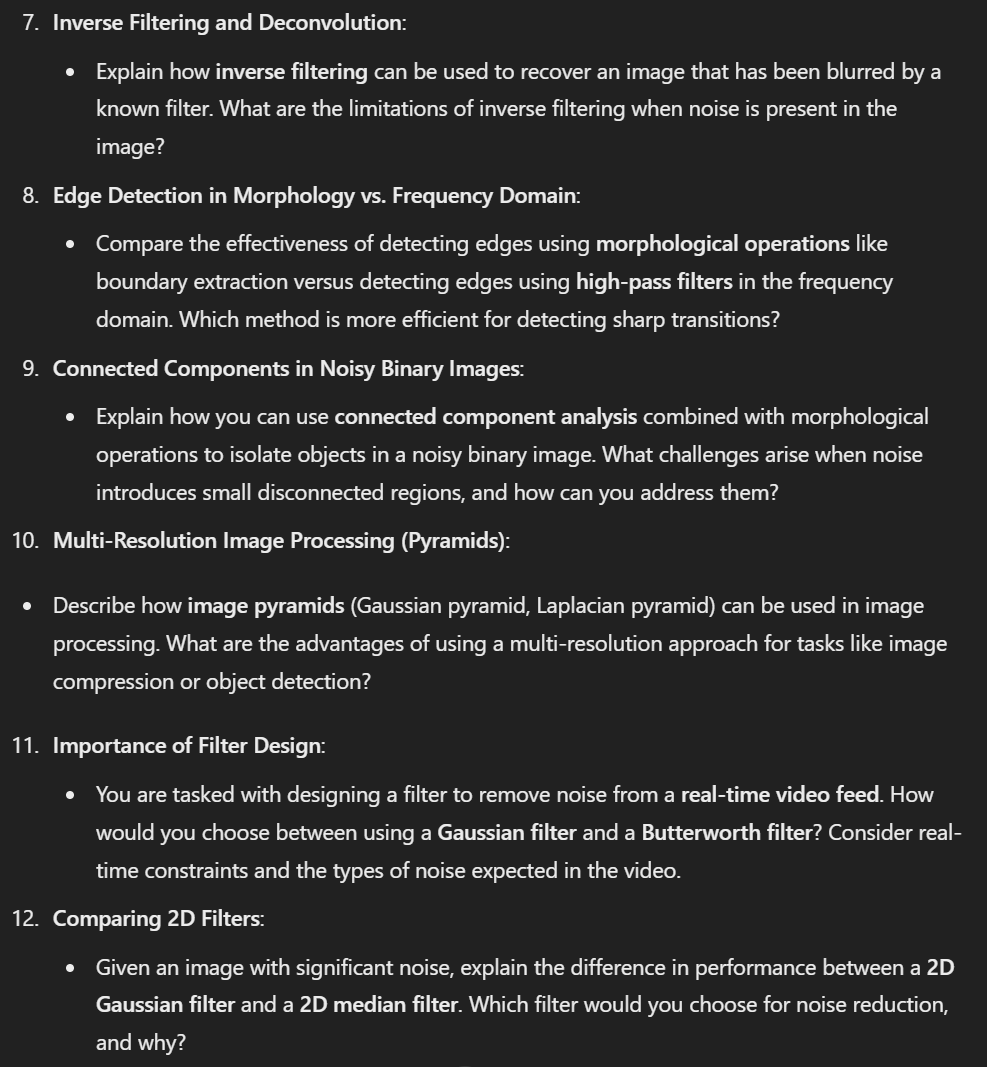 7. Inverse Filtering and Deconvolution:
• Explain how inverse filtering can be used to recover an image that has been blurred by a
known filter. What are the limitations of inverse filtering when noise is present in the
image?
8. Edge Detection in Morphology vs. Frequency Domain:
• Compare the effectiveness of detecting edges using morphological operations like
boundary extraction versus detecting edges using high-pass filters in the frequency
domain. Which method is more efficient for detecting sharp transitions?
9. Connected Components in Noisy Binary Images:
• Explain how you can use connected component analysis combined with morphological
operations to isolate objects in a noisy binary image. What challenges arise when noise
introduces small disconnected regions, and how can you address them?
10. Multi-Resolution Image Processing (Pyramids):
• Describe how image pyramids (Gaussian pyramid, Laplacian pyramid) can be used in image
processing. What are the advantages of using a multi-resolution approach for tasks like image
compression or object detection?
11. Importance of Filter Design:
• You are tasked with designing a filter to remove noise from a real-time video feed. How
would you choose between using a Gaussian filter and a Butterworth filter? Consider real-
time constraints and the types of noise expected in the video.
12. Comparing 2D Filters:
• Given an image with significant noise, explain the difference in performance between a 2D
Gaussian filter and a 2D median filter. Which filter would you choose for noise reduction,
and why?